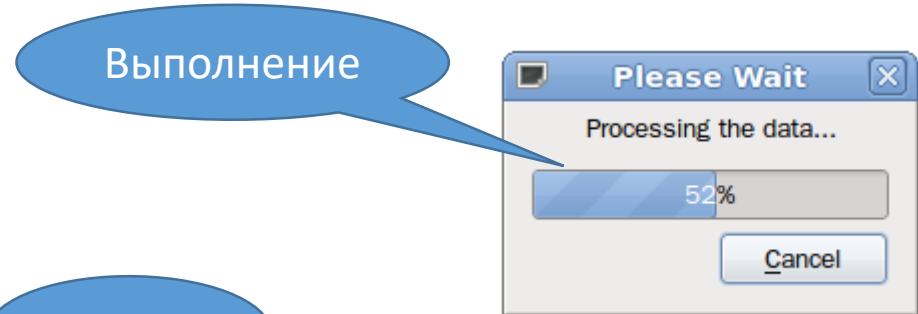 Выполнение
Please Wait
Processing the data...
52%
Cancel